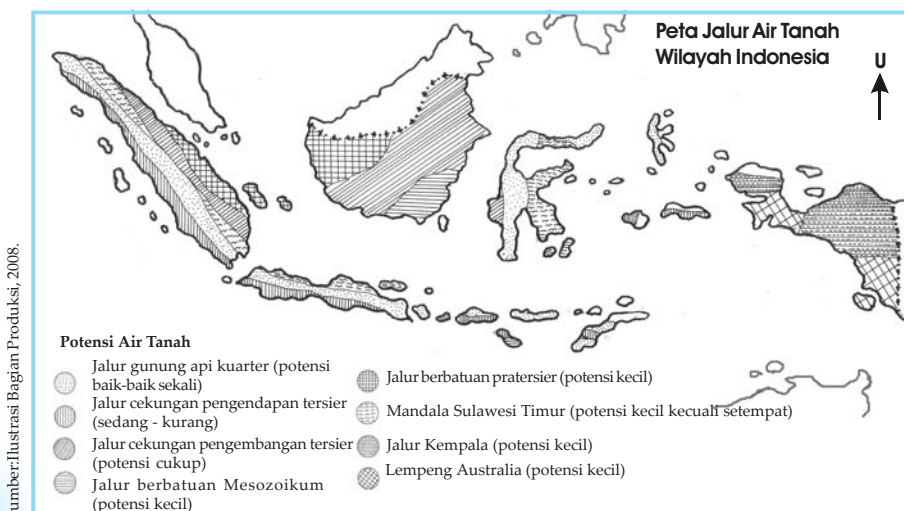 Peta Jalur Air Tanah
Wilayah Indonesia
U
umber:Ilustrasi Bagian Produksi, 2008.
Potensi Air Tanah
Jalur gunung api kuarter (potensi
baik-baik sekali)
Jalur cekungan pengendapan tersier
(sedang - kurang)
Jalur cekungan pengembangan tersier
(potensi cukup)
Jalur berbatuan Mesozoikum
(potensi kecil)
Jalur berbatuan pratersier (potensi kecil)
Mandala Sulawesi Timur (potensi kecil kecuali setempat)
Jalur Kempala (potensi kecil)
Lempeng Australia (potensi kecil)